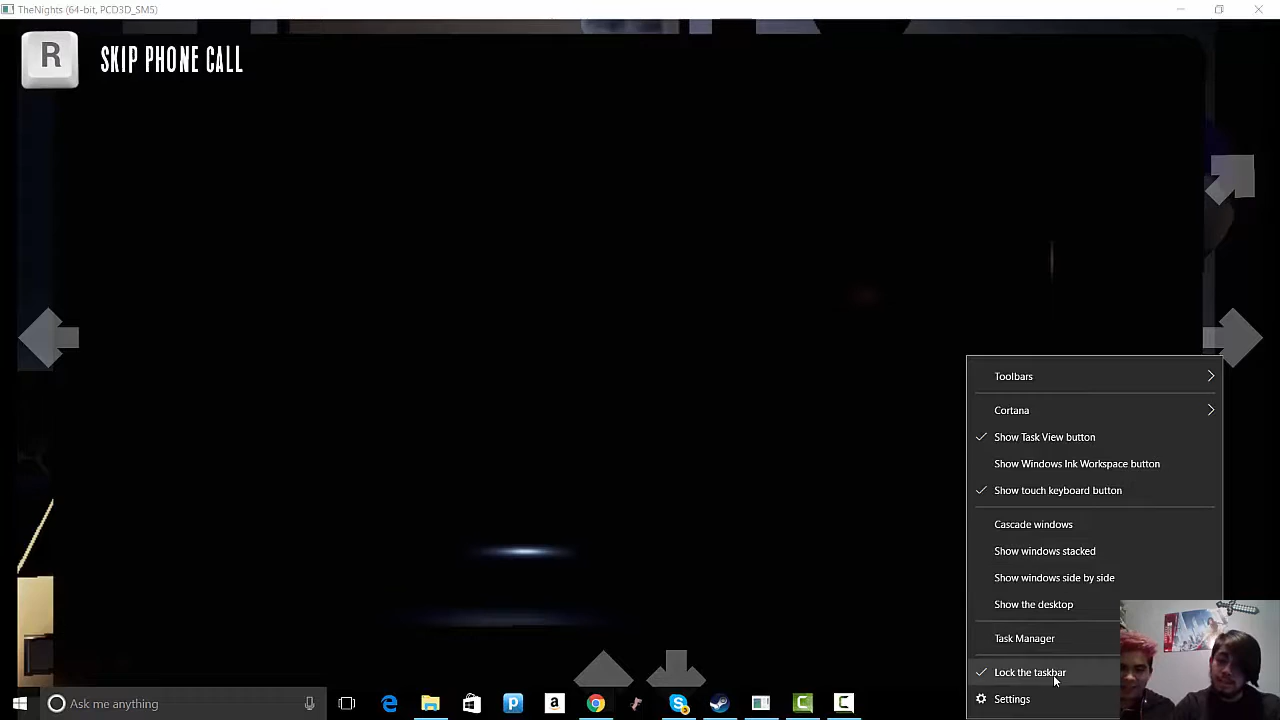 TheNights (64-bit, PCD3D_SM5)
R
SKIP PHONE CALL
Toolbars
Cortana
Show Task View button
Show Windows Ink Workspace button
Show touch keyboard button
Cascade windows
Show windows stacked
Show windows side by side
Show the desktop
Task Manager
Lock the taskbar
Settings
Ask me anything